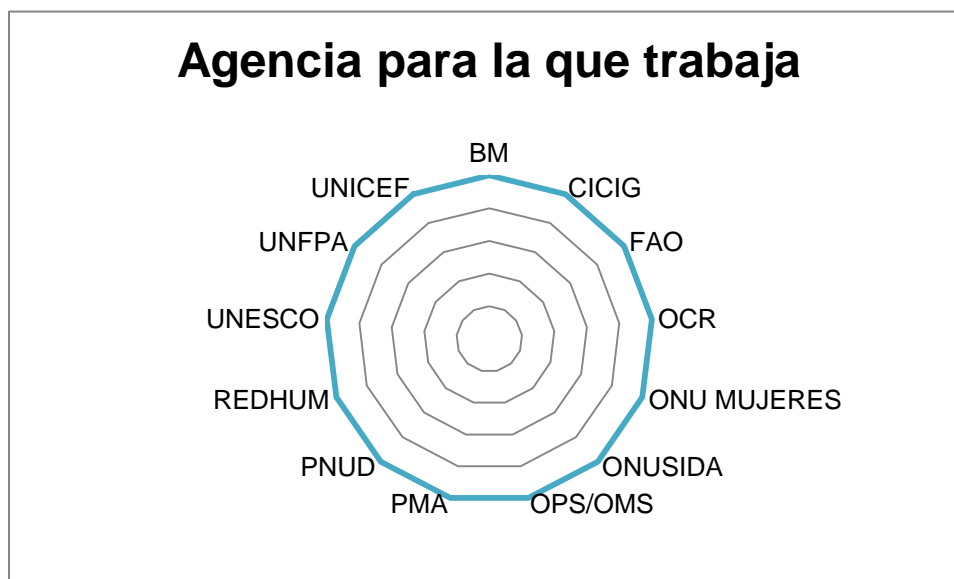 Agencia para la que trabaja
BM
CICIG
FAO
OCR
ONU MUJERES
ONUSIDA
OPS/OMS
PMA
PNUD
REDHUM
UNESCO
UNFPA
UNICEF